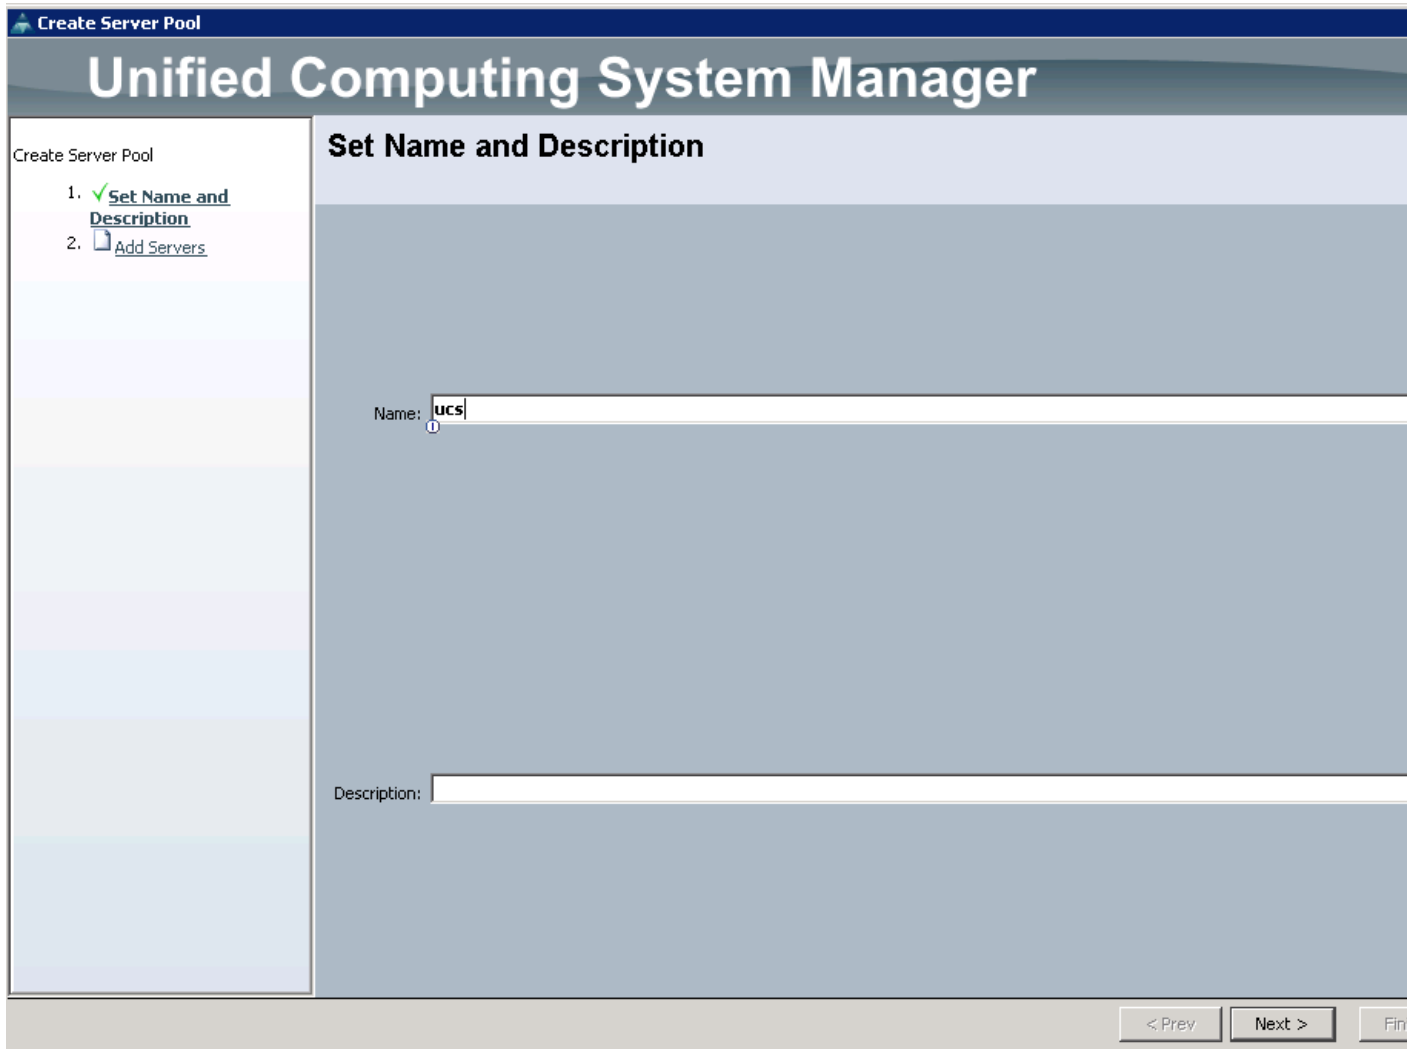 Create Server Pool
Unified Computing System Manager
Create Server Pool
1. Set Name and
Description
2. Add Servers
Set Name and Description
Name: ucs
Description:
< Prev
Next >
Fin